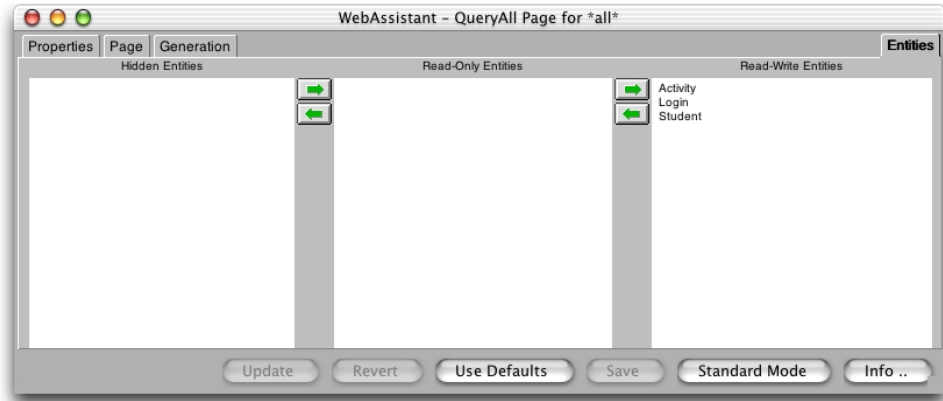 WebAssistant – QueryAll Page for *all*
Properties Page Generation Entities
Hidden Entities Read-Only Entities Read-Write Entities
Activity
Login
Student
Update Revert Use Defaults Save Standard Mode Info ..